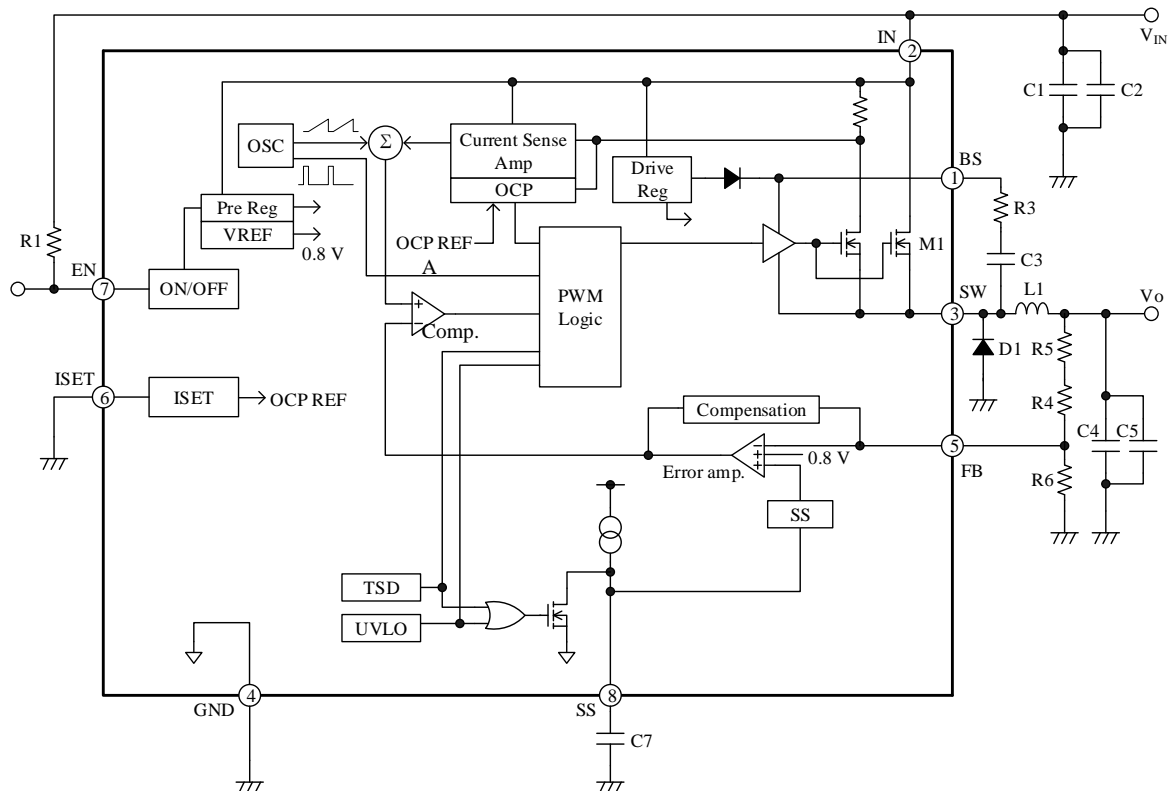 IN
2
V_IN
C1
C2
OSC
Σ
Current Sense
Amp
OCP
BS
1
Drive
Reg
R3
Pre Reg
VREF
0.8 V
R1
OCP REF
M1
C3
EN
7
ON/OFF
A
PWM
Logic
SW
3
L1
Vo
+
−
Comp.
D1
R5
ISET
6
ISET
OCP REF
R4
Compensation
C4
C5
−
+
+
0.8 V
5
FB
Error amp.
R6
SS
TSD
UVLO
4
GND
8
SS
C7